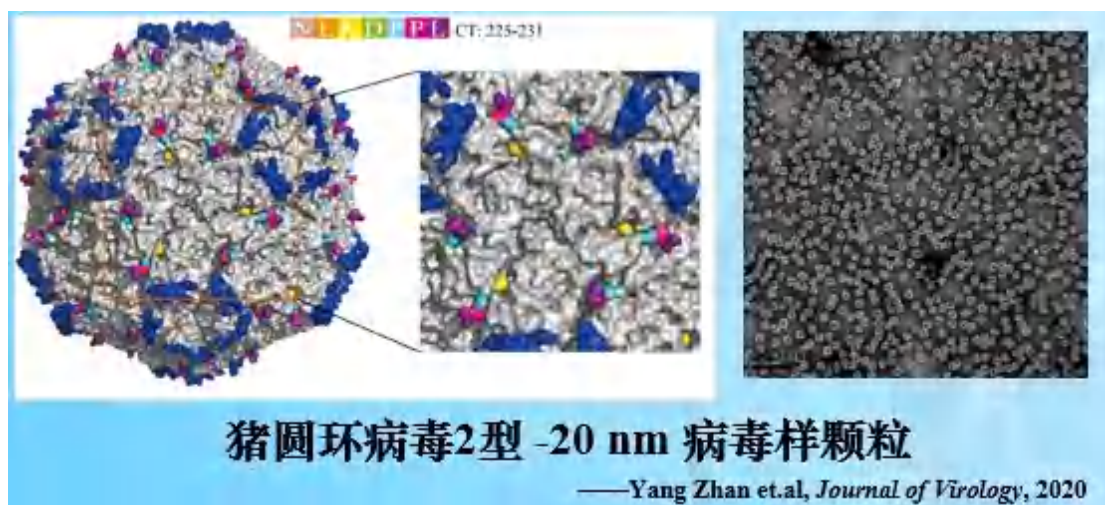 CT: 225-231
猪圆环病毒2型 -20 nm 病毒样颗粒
——Yang Zhan et.al, Journal of Virology, 2020